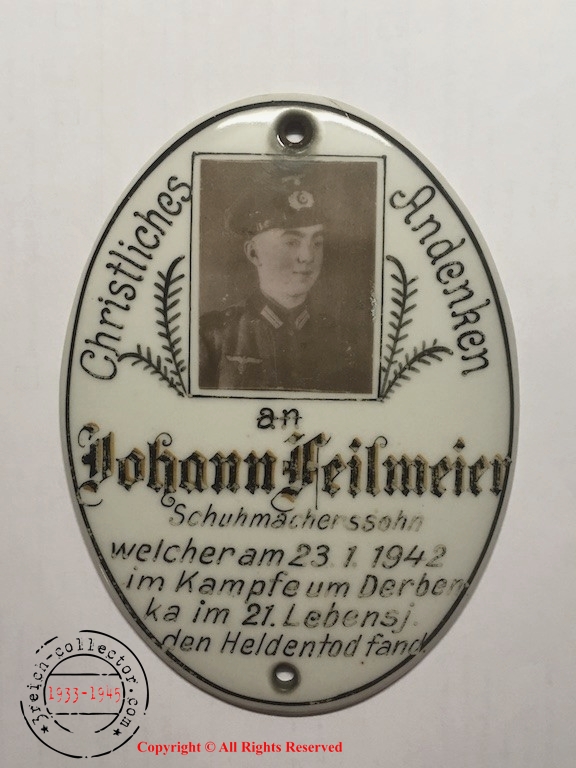 Christliches
Andenken
an
Johann Feilmeier
Schuhmacherssohn
welcher am 23.1.1942
im Kampfe um Derben
ka im 21. Lebensj.
den Heldentod fand.
3reich-collector.com
1933-1945
Copyright © All Rights Reserved